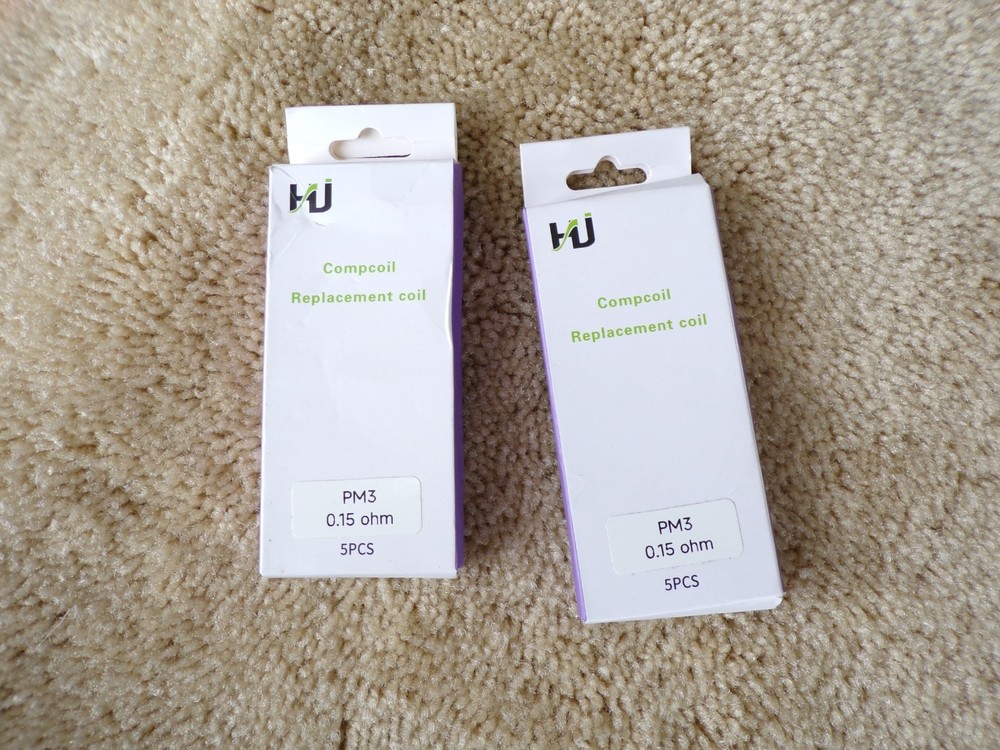 HJ
Compcoil
Replacement coil
PM3
0.15 ohm
5PCS
HJ
Compcoil
Replacement coil
PM3
0.15 ohm
5PCS